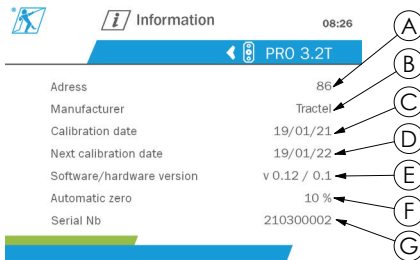 i Information 08:26 A
PRO 3.2T B
Adress 86
Manufacturer Tractel
Calibration date 19/01/21 C
Next calibration date 19/01/22 D
Software/hardware version v 0.12 / 0.1 E
Automatic zero 10 % F
Serial Nb 210300002 G